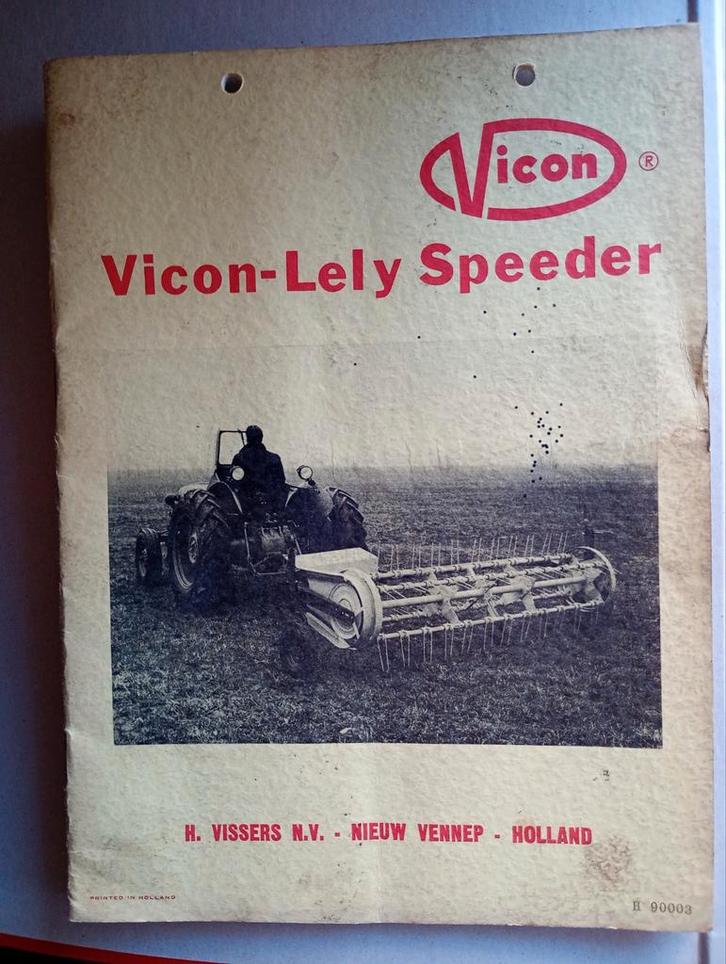 Vicon ®
Vicon-Lely Speeder
H. VISSERS N.V. - NIEUW VENNEP - HOLLAND
PRINTED IN HOLLAND
H 90003